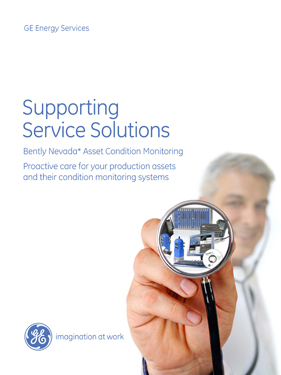 GE Energy Services
Supporting
Service Solutions
Bently Nevada* Asset Condition Monitoring
Proactive care for your production assets
and their condition monitoring systems
GE
imagination at work